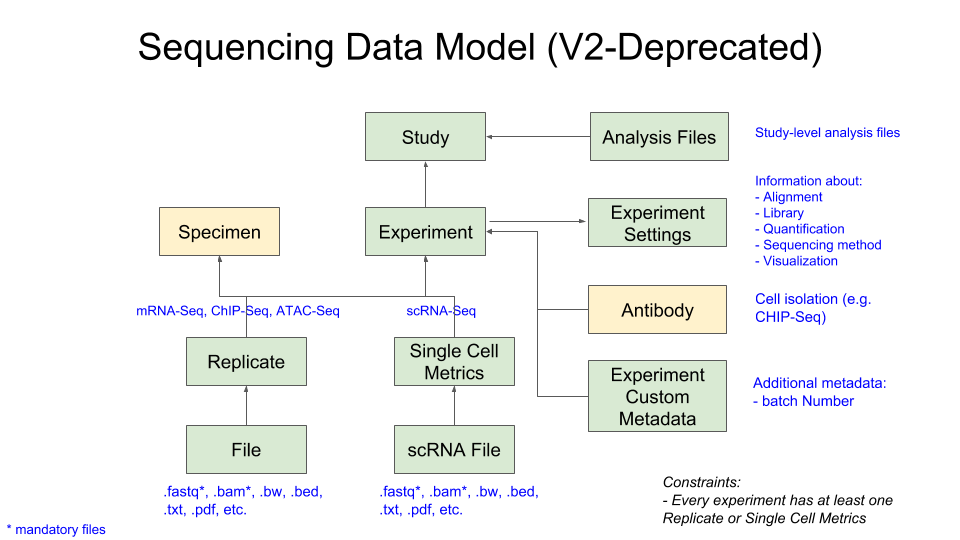 Sequencing Data Model (V2-Deprecated)
Study
Analysis Files
Study-level analysis files
Specimen
Experiment
Experiment
Settings
Information about:
- Alignment
- Library
- Quantification
- Sequencing method
- Visualization
mRNA-Seq, ChIP-Seq, ATAC-Seq
scRNA-Seq
Antibody
Cell isolation (e.g.
CHIP-Seq)
Replicate
Single Cell
Metrics
Experiment
Custom
Metadata
Additional metadata:
- batch Number
File
scRNA File
.fastq*, .bam*, .bw, .bed,
.txt, .pdf, etc.
.fastq*, .bam*, .bw, .bed,
.txt, .pdf, etc.
Constraints:
- Every experiment has at least one
Replicate or Single Cell Metrics
* mandatory files